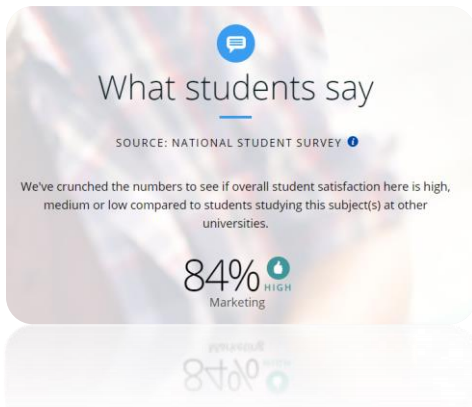 What students say
SOURCE: NATIONAL STUDENT SURVEY i
We've crunched the numbers to see if overall student satisfaction here is high,
medium or low compared to students studying this subject(s) at other
universities.
84% HIGH
Marketing